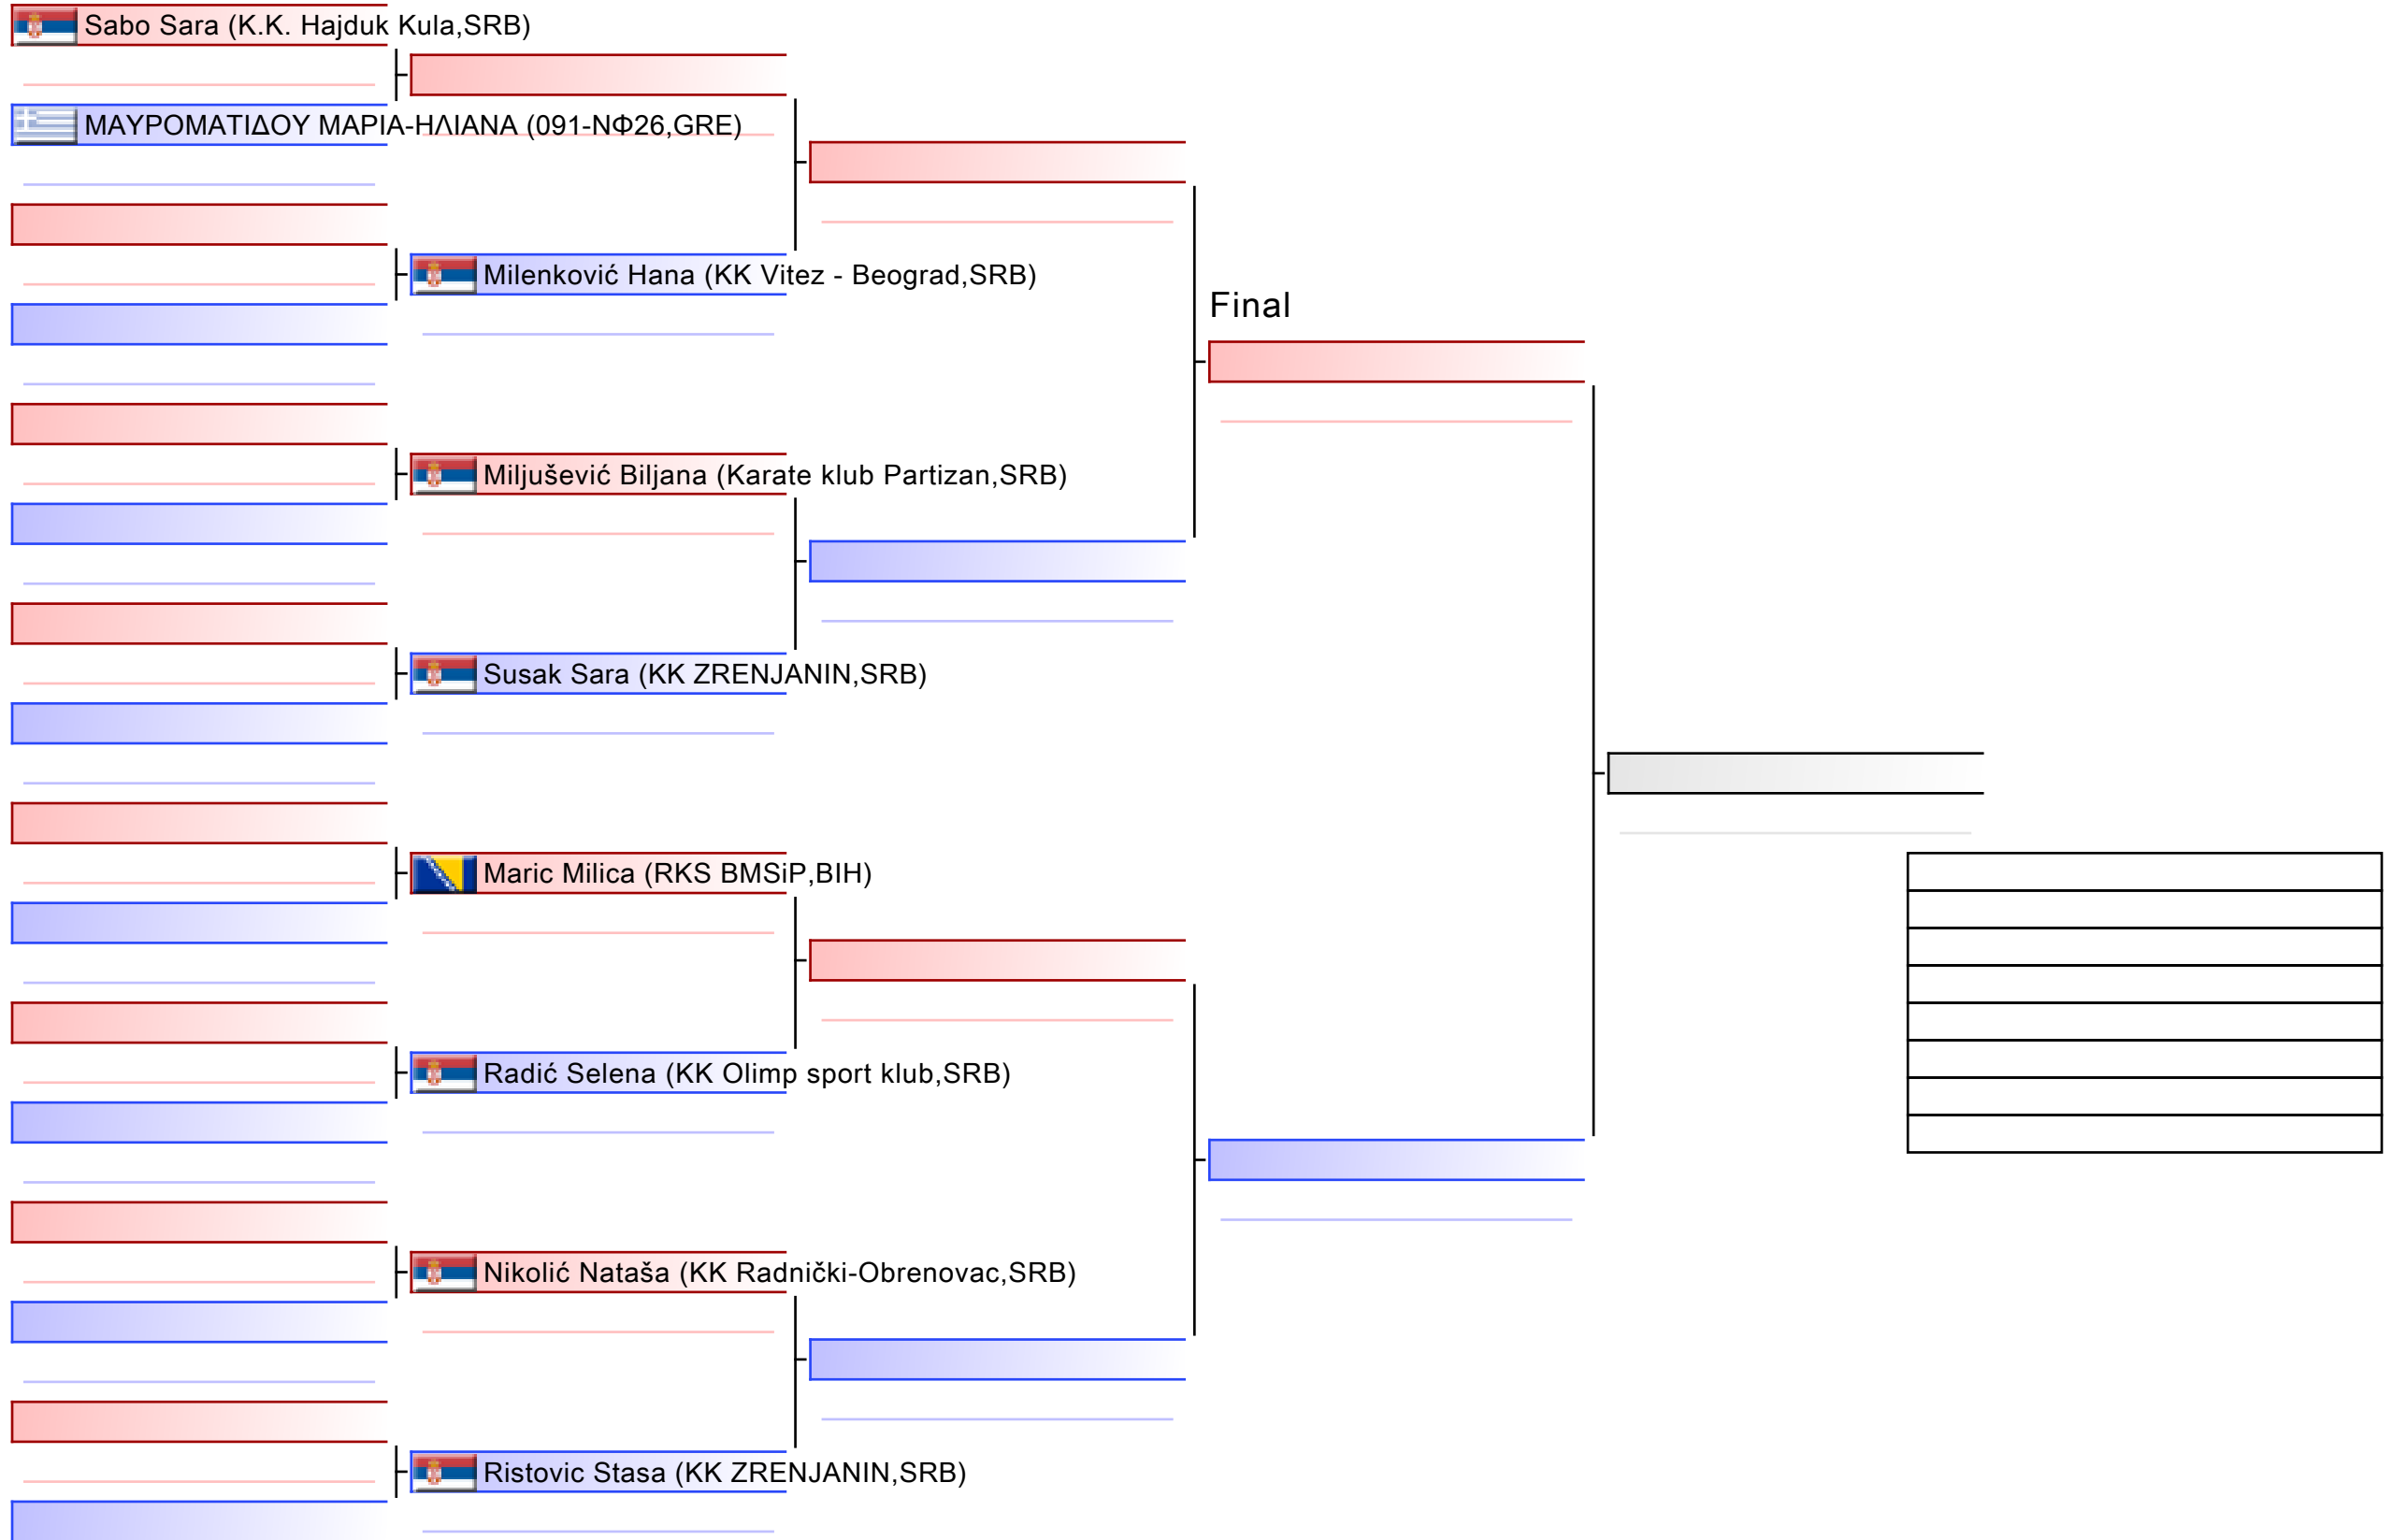 Sabo Sara (K.K. Hajduk Kula,SRB)
ΜΑΥΡΟΜΑΤΙΔΟΥ ΜΑΡΙΑ-ΗΛΙΑΝΑ (091-ΝΦ26,GRE)
Milenković Hana (KK Vitez - Beograd,SRB)
Final
Miljušević Biljana (Karate klub Partizan,SRB)
Susak Sara (KK ZRENJANIN,SRB)
Maric Milica (RKS BMSiP,BIH)
Radić Selena (KK Olimp sport klub,SRB)
Nikolić Nataša (KK Radnički-Obrenovac,SRB)
Ristovic Stasa (KK ZRENJANIN,SRB)